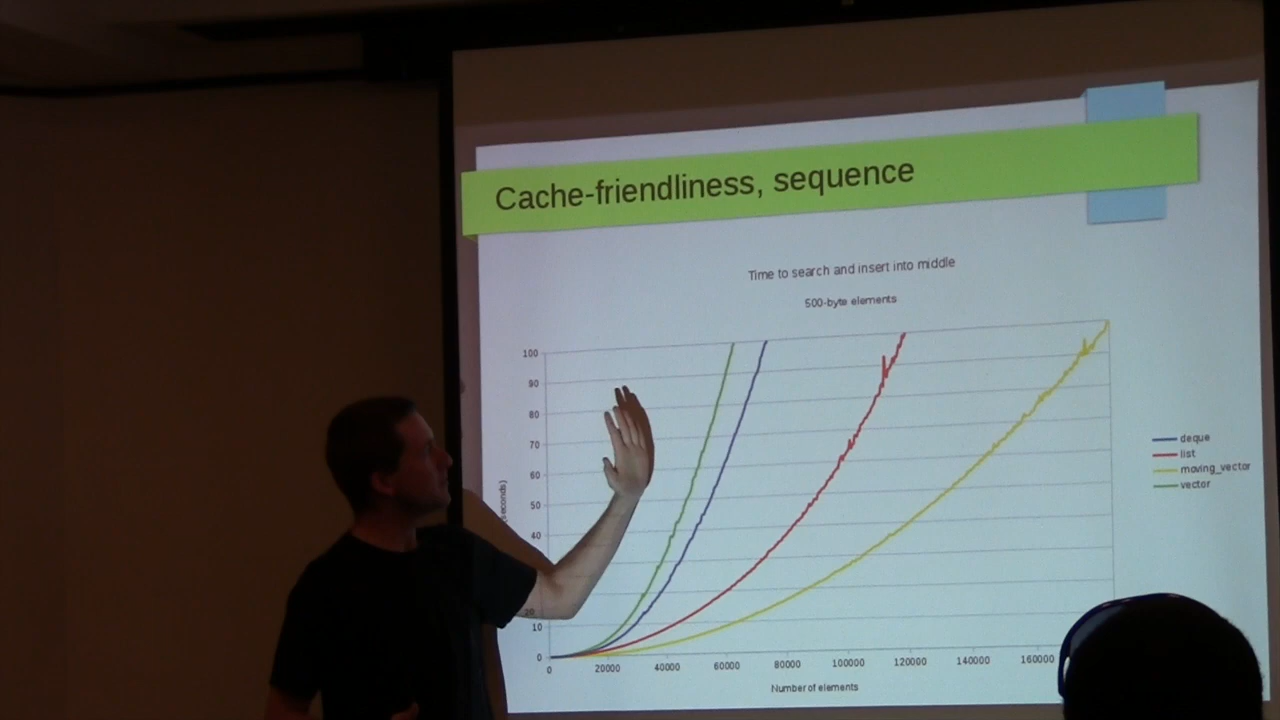 Cache-friendliness, sequence
Time to search and insert into middle
500-byte elements
100
90
80
70
60
50
40
20
10
0
0 20000 40000 60000 80000 100000 120000 140000 160000
Number of elements
deque
list
moving_vector
vector